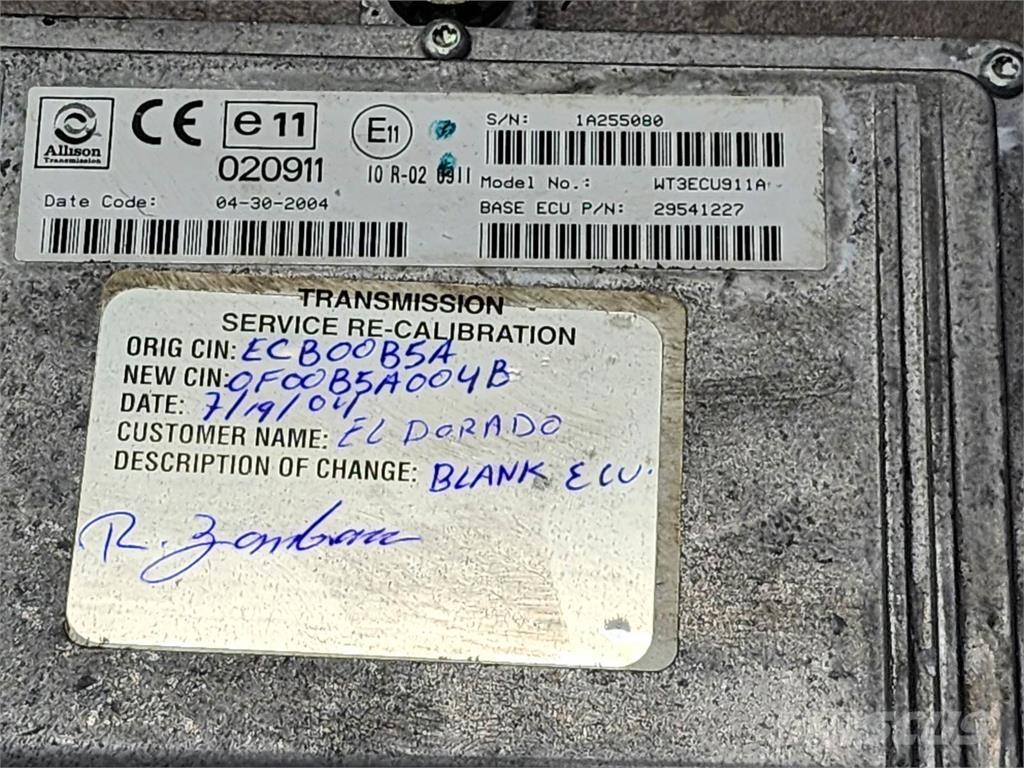 Allison
Transmission
CE
e11
020911
E11
10 R-02 0911
S/N: 1A255080
Model No.: WT3ECU911A
Date Code: 04-30-2004
BASE ECU P/N: 29541227
TRANSMISSION
SERVICE RE-CALIBRATION
ORIG CIN: ECB00B5A
NEW CIN: 0F00B5A004B
DATE: 7/19/04
CUSTOMER NAME: EL DORADO
DESCRIPTION OF CHANGE: BLANK ECU.